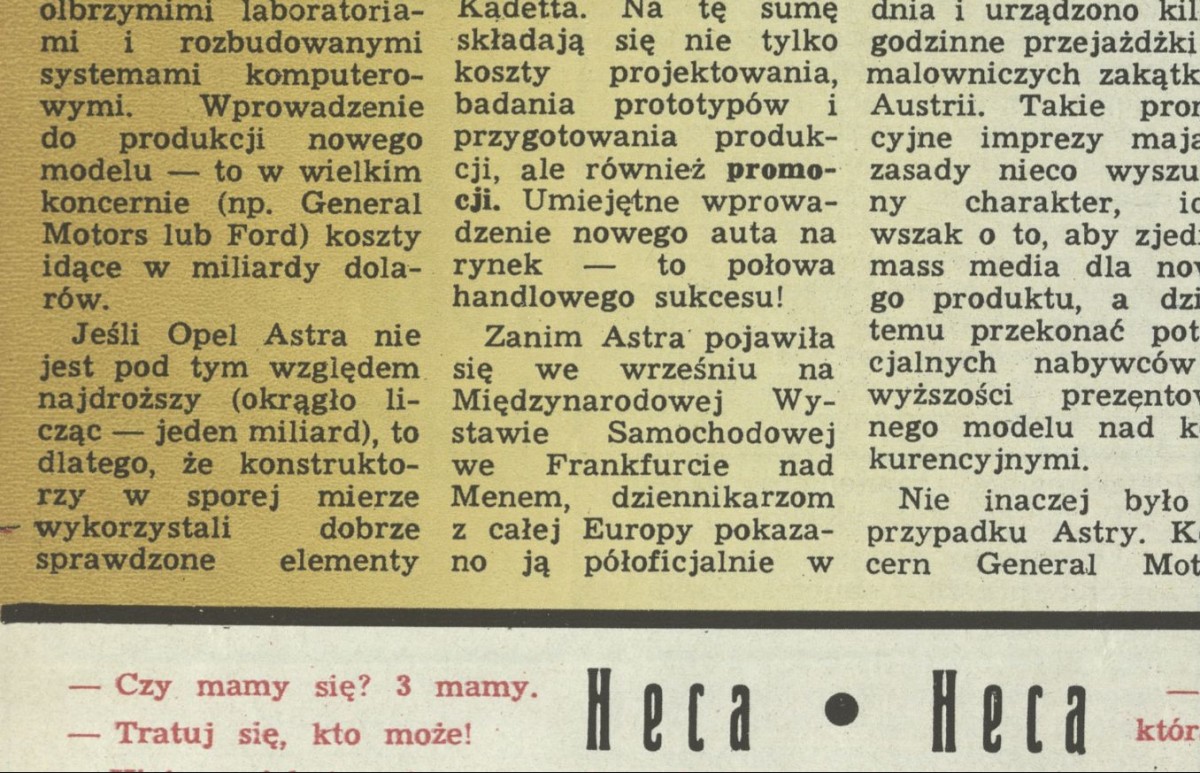 olbrzymimi laboratoria-
mi i rozbudowanymi
systemami komputero-
wymi. Wprowadzenie
do produkcji nowego
modelu — to w wielkim
koncernie (np. General
Motors lub Ford) koszty
idące w miliardy dola-
rów.
Jeśli Opel Astra nie
jest pod tym względem
najdroższy (okrągło li-
cząc — jeden miliard), to
dlatego, że konstrukto-
rzy w sporej mierze
wykorzystali dobrze
sprawdzone elementy
Kadetta. Na tę sumę
składają się nie tylko
koszty projektowania,
badania prototypów i
przygotowania produk-
cji, ale również promo-
cji. Umiejętne wprowa-
dzenie nowego auta na
rynek — to połowa
handlowego sukcesu!
Zanim Astra pojawiła
się we wrześniu na
Międzynarodowej Wy-
stawie Samochodowej
we Frankfurcie nad
Menem, dziennikarzom
z całej Europy pokaza-
no ją półoficjalnie w
dnia i urządzono kil
godzinne przejażdżki
malowniczych zakątk
Austrii. Takie pro
cyjne imprezy mają
zasady nieco wyszu
ny charakter, i
wszak o to, aby zjed
mass media dla no
go produktu, a dzi
temu przekonać pot
cjalnych nabywców
wyższości prezento
nego modelu nad k
kurencyjnymi.
Nie inaczej było
przypadku Astry. K
cern General Mot
— Czy mamy się? 3 mamy.
— Tratuj się, kto może!
Heca • Heca
—
któr